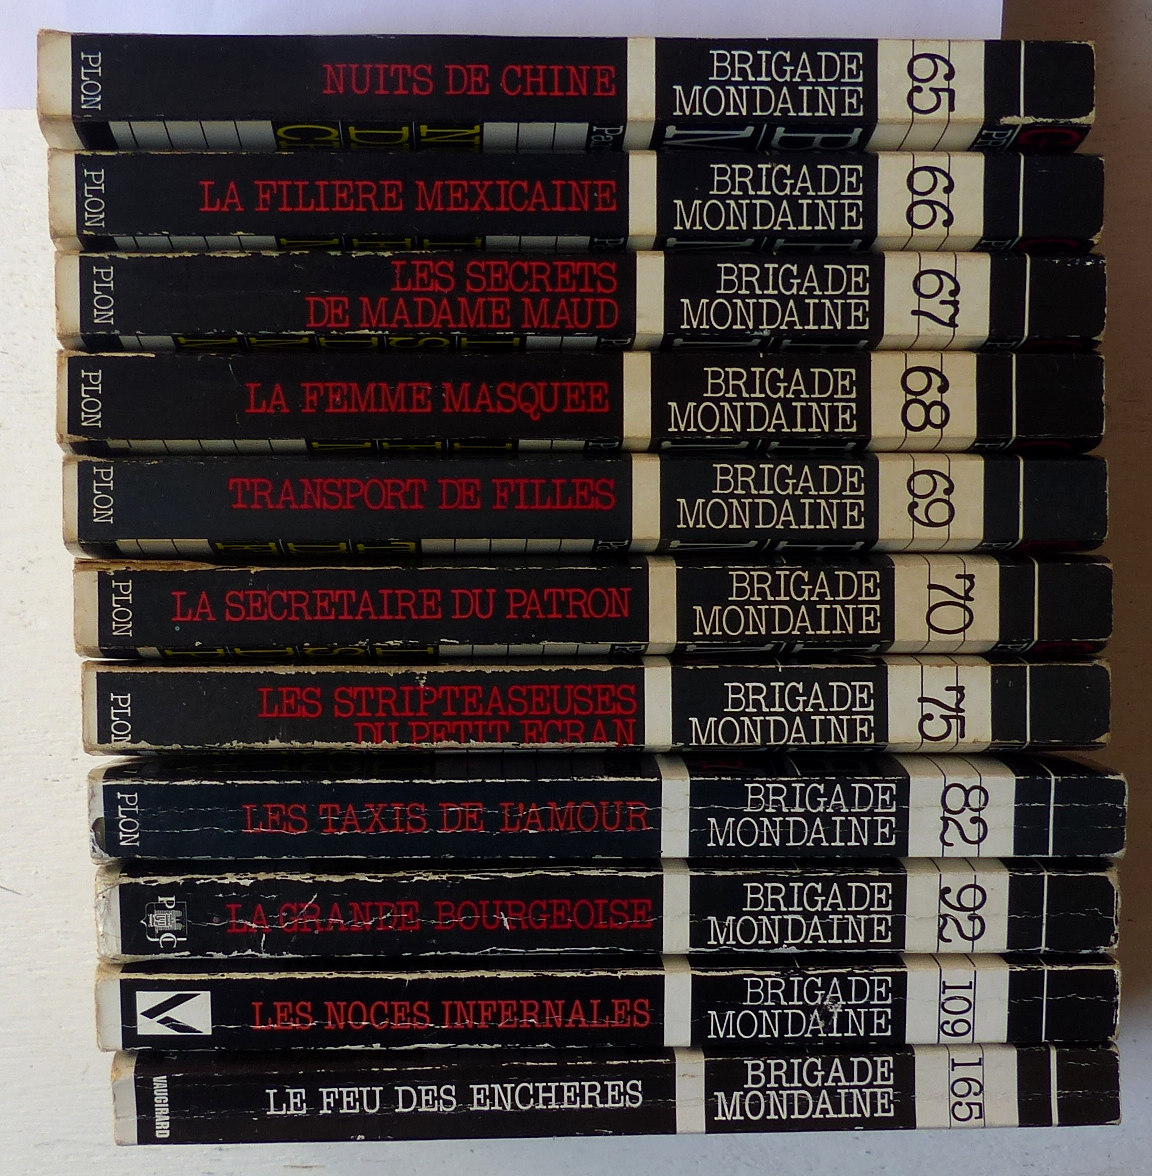 PLON
NUITS DE CHINE
BRIGADE
MONDAINE
65
PLON
LA FILIERE MEXICAINE
BRIGADE
MONDAINE
66
PLON
LES SECRETS
DE MADAME MAUD
BRIGADE
MONDAINE
67
PLON
LA FEMME MASQUEE
BRIGADE
MONDAINE
68
PLON
TRANSPORT DE FILLES
BRIGADE
MONDAINE
69
PLON
LA SECRETAIRE DU PATRON
BRIGADE
MONDAINE
70
PLON
LES STRIPTEASEUSES
DU PETIT ECRAN
BRIGADE
MONDAINE
75
PLON
LES TAXIS DE L'AMOUR
BRIGADE
MONDAINE
82
P C
LA GRANDE BOURGEOISE
BRIGADE
MONDAINE
92
LES NOCES INFERNALES
BRIGADE
MONDAINE
109
VAUGIRARD
LE FEU DES ENCHERES
BRIGADE
MONDAINE
165